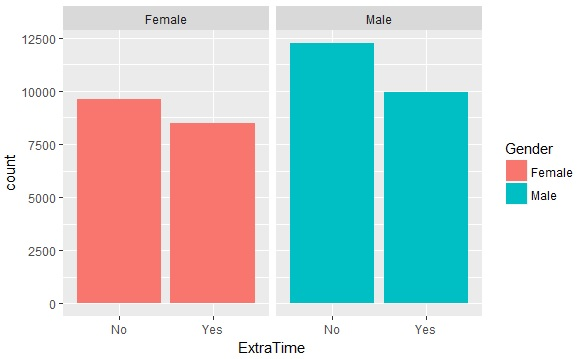 Female Male
12500
10000
7500
5000
2500
0
count
No Yes No Yes
ExtraTime
Gender
Female
Male